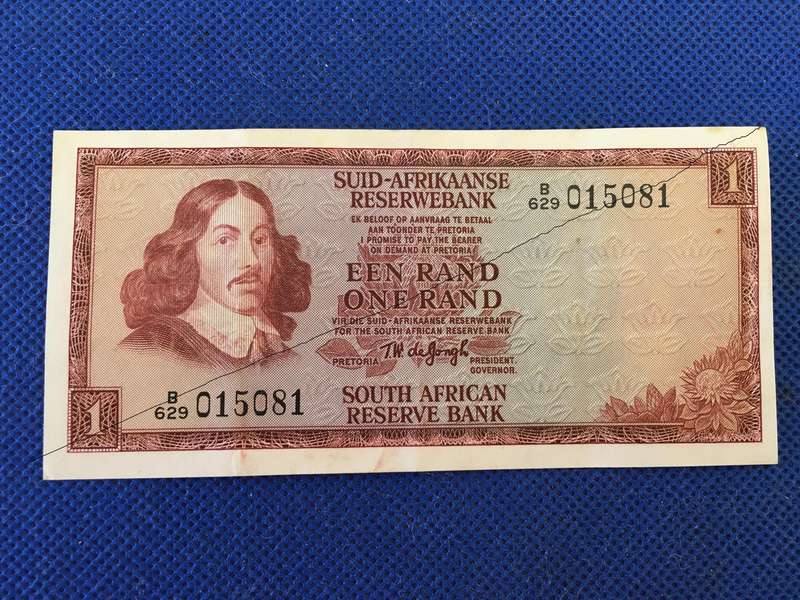 1
SUID-AFRIKAANSE
RESERWEBANK
B
629 015081
EK BELOOF OP AANVRAAG TE BETAAL
AAN TOONDER TE PRETORIA
I PROMISE TO PAY THE BEARER
ON DEMAND AT PRETORIA
EEN RAND
ONE RAND
VIR DIE SUID-AFRIKAANSE RESERWEBANK
FOR THE SOUTH AFRICAN RESERVE BANK
PRETORIA T.W. de Jongh PRESIDENT.
GOVERNOR.
B
629 015081
1
SOUTH AFRICAN
RESERVE BANK